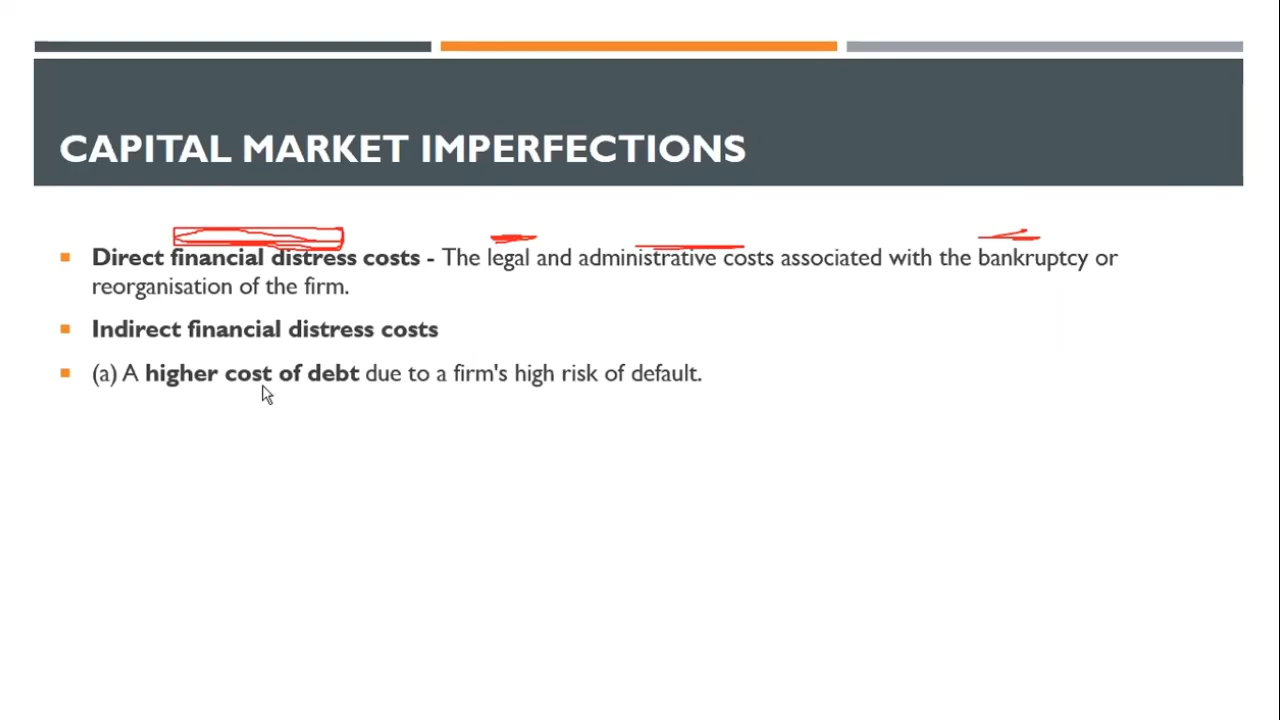 CAPITAL MARKET IMPERFECTIONS
Direct financial distress costs - The legal and administrative costs associated with the bankruptcy or
reorganisation of the firm.
Indirect financial distress costs
(a) A higher cost of debt due to a firm's high risk of default.